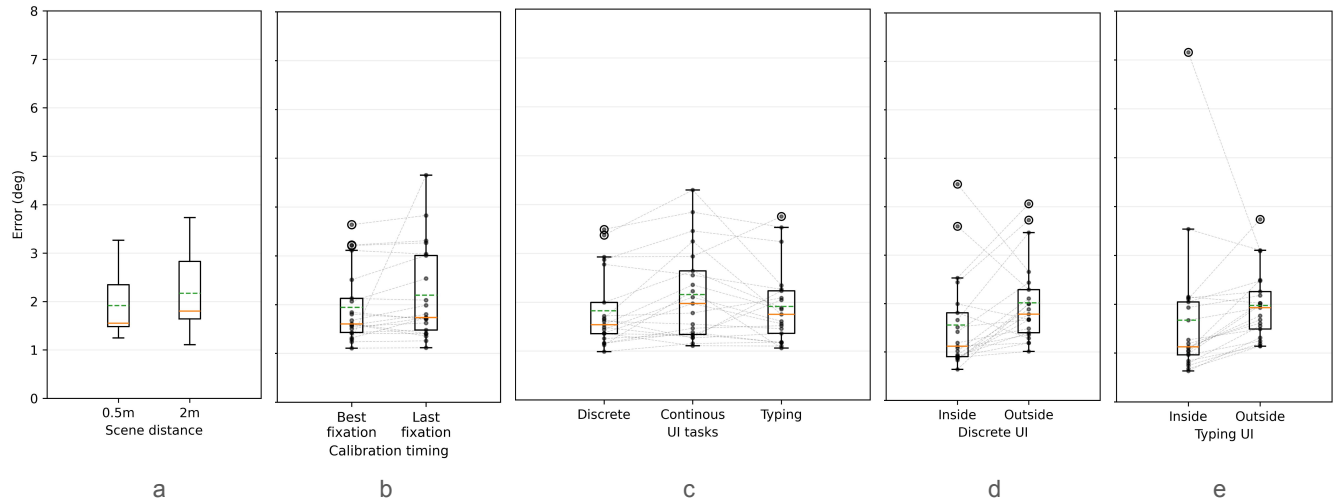 8
7
6
5
4
3
2
1
0
Error (deg)
0.5m 2m
Scene distance
Best Last
fixation fixation
Calibration timing
Discrete Continous Typing
UI tasks
Inside Outside
Discrete UI
Inside Outside
Typing UI
a b c d e